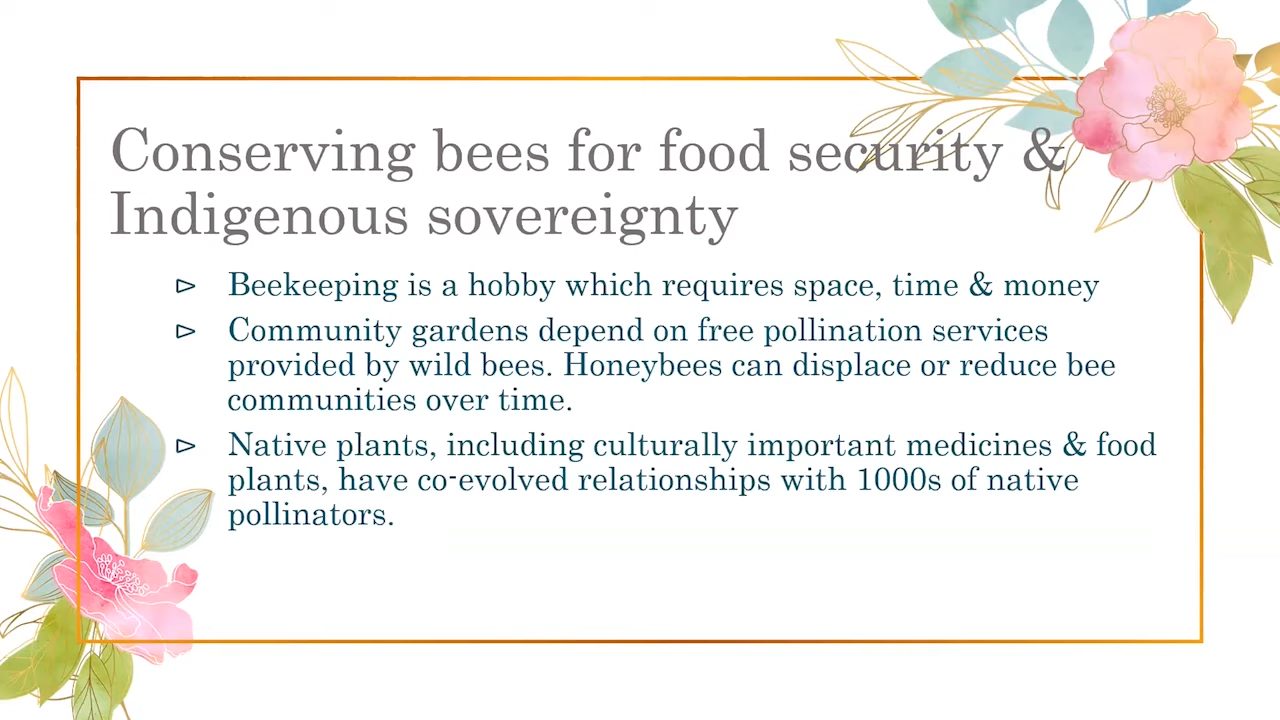 Conserving bees for food security &
Indigenous sovereignty
⊳ Beekeeping is a hobby which requires space, time & money
⊳ Community gardens depend on free pollination services
provided by wild bees. Honeybees can displace or reduce bee
communities over time.
⊳ Native plants, including culturally important medicines & food
plants, have co-evolved relationships with 1000s of native
pollinators.